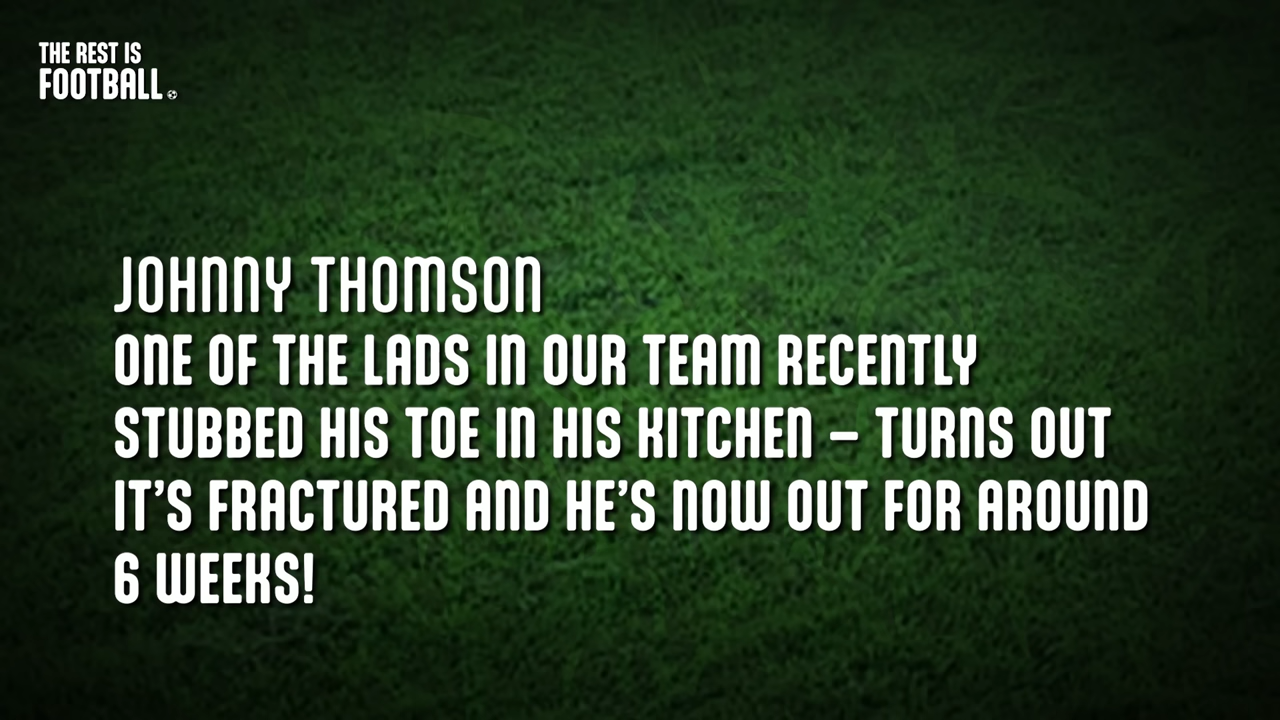 THE REST IS
FOOTBALL
JOHNNY THOMSON
ONE OF THE LADS IN OUR TEAM RECENTLY
STUBBED HIS TOE IN HIS KITCHEN – TURNS OUT
IT’S FRACTURED AND HE’S NOW OUT FOR AROUND
6 WEEKS!